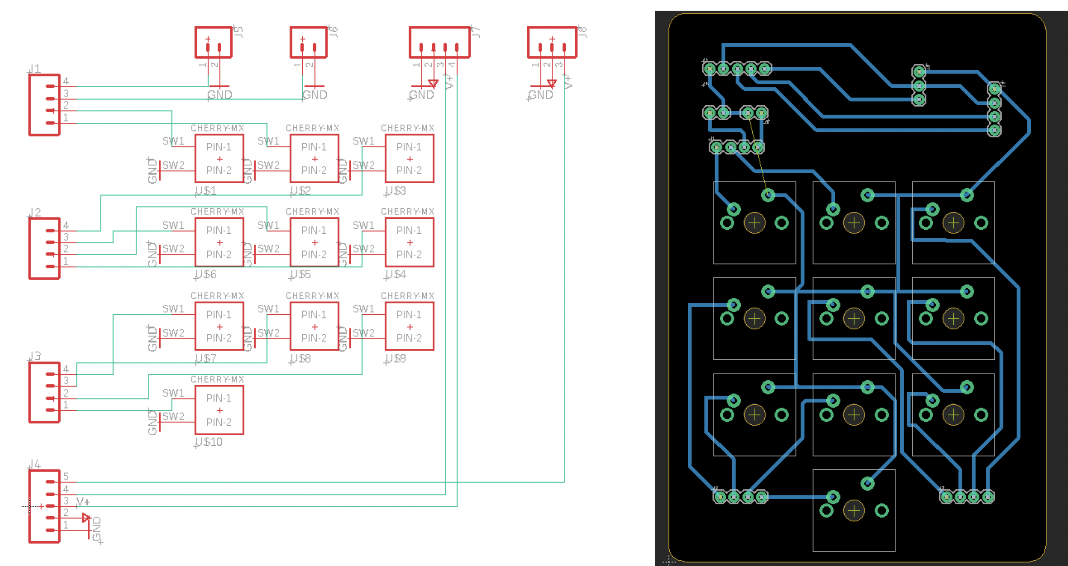 J5
J6
J7
J8
J1
4
3
2
1
1
2
1
2
1
2
3
4
1
2
3
GND
GND
GND
V+
GND
V+
CHERRY-MX
CHERRY-MX
CHERRY-MX
SW1 PIN-1
SW1 PIN-1
SW1 PIN-1
GND SW2 PIN-2
GND SW2 PIN-2
GND SW2 PIN-2
U$1
U$2
U$3
J2
4
3
2
1
CHERRY-MX
CHERRY-MX
CHERRY-MX
SW1 PIN-1
SW1 PIN-1
SW1 PIN-1
GND SW2 PIN-2
GND SW2 PIN-2
GND SW2 PIN-2
U$6
U$5
U$4
CHERRY-MX
CHERRY-MX
CHERRY-MX
SW1 PIN-1
SW1 PIN-1
SW1 PIN-1
GND SW2 PIN-2
GND SW2 PIN-2
GND SW2 PIN-2
U$7
U$8
U$9
J3
4
3
2
1
CHERRY-MX
SW1 PIN-1
GND SW2 PIN-2
U$10
J4
5
4
3 V+
2
1
GND